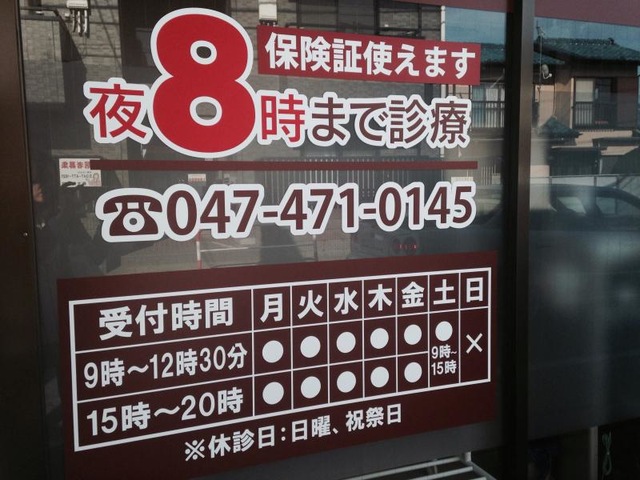 保険証使えます
夜8時まで診療
☎047-471-0145
受付時間 月 火 水 木 金 土 日
9時～12時30分 ● ● ● ● ● ● 9時～15時 ×
15時～20時 ● ● ● ● ●
※休診日:日曜、祝祭日